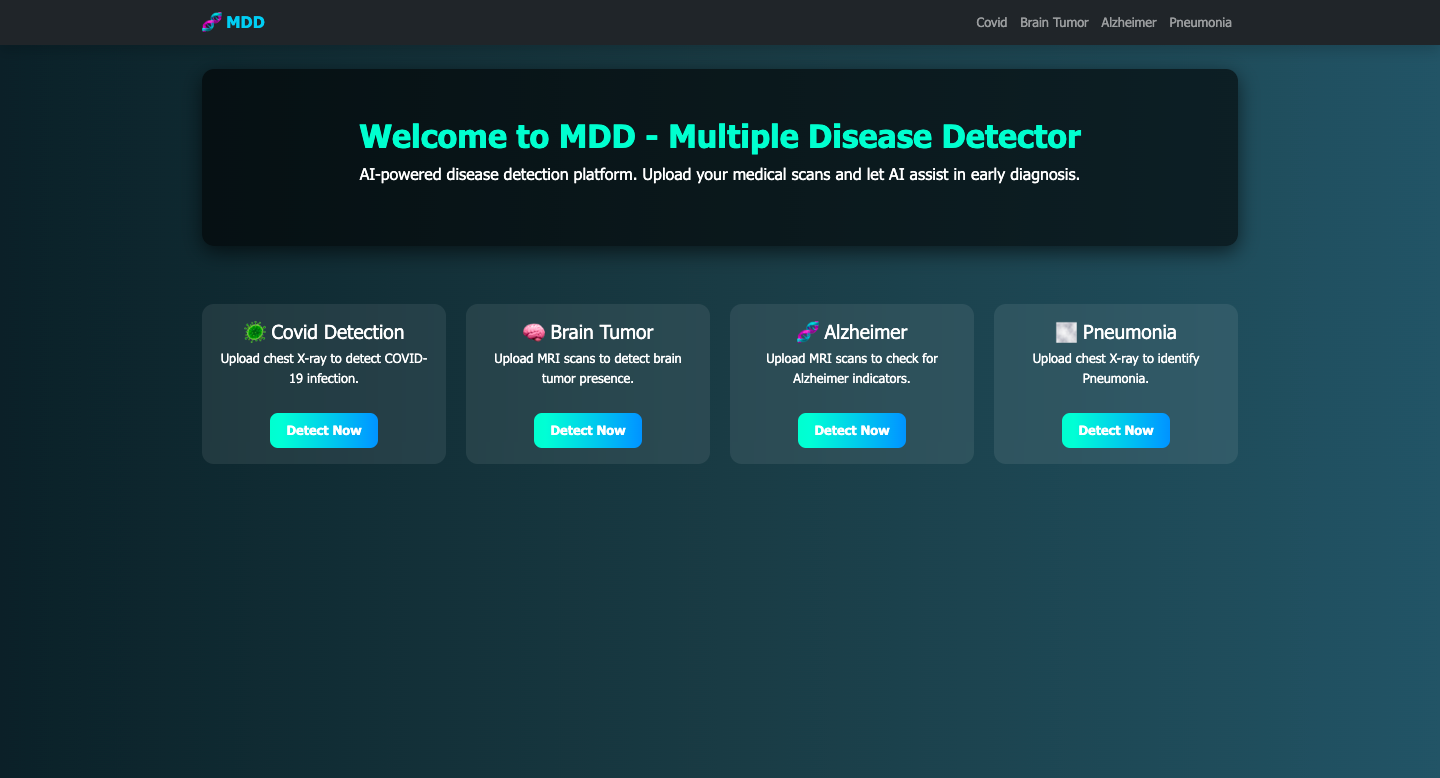 MDD
Covid Brain Tumor Alzheimer Pneumonia
Welcome to MDD - Multiple Disease Detector
AI-powered disease detection platform. Upload your medical scans and let AI assist in early diagnosis.
Covid Detection
Upload chest X-ray to detect COVID-
19 infection.
Detect Now
Brain Tumor
Upload MRI scans to detect brain
tumor presence.
Detect Now
Alzheimer
Upload MRI scans to check for
Alzheimer indicators.
Detect Now
Pneumonia
Upload chest X-ray to identify
Pneumonia.
Detect Now